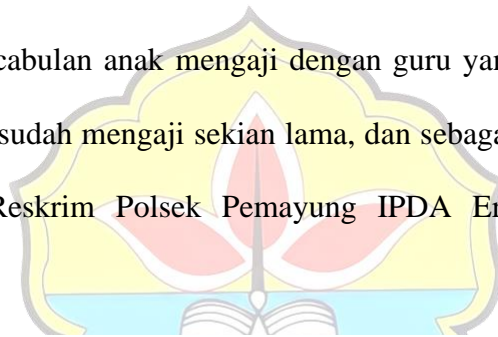 cabulan anak mengaji dengan guru yan
sudah mengaji sekian lama, dan sebaga
Reskrim Polsek Pemayung IPDA Er